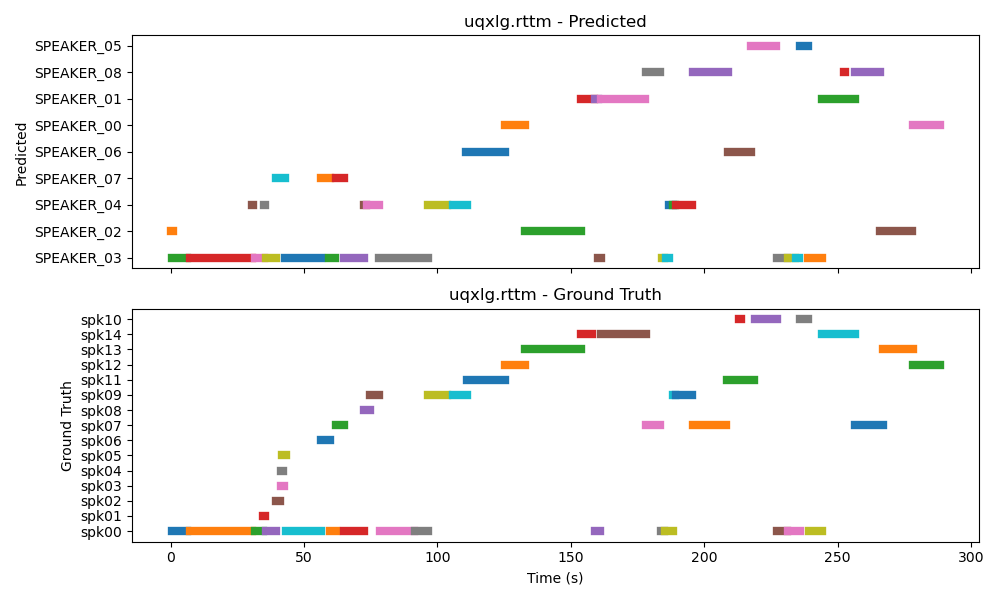 uqxlg.rttm - Predicted
SPEAKER_05
SPEAKER_08
SPEAKER_01
SPEAKER_00
SPEAKER_06
SPEAKER_07
SPEAKER_04
SPEAKER_02
SPEAKER_03
Predicted
uqxlg.rttm - Ground Truth
spk10
spk14
spk13
spk12
spk11
spk09
spk08
spk07
spk06
spk05
spk04
spk03
spk02
spk01
spk00
Ground Truth
0 50 100 150 200 250 300
Time (s)